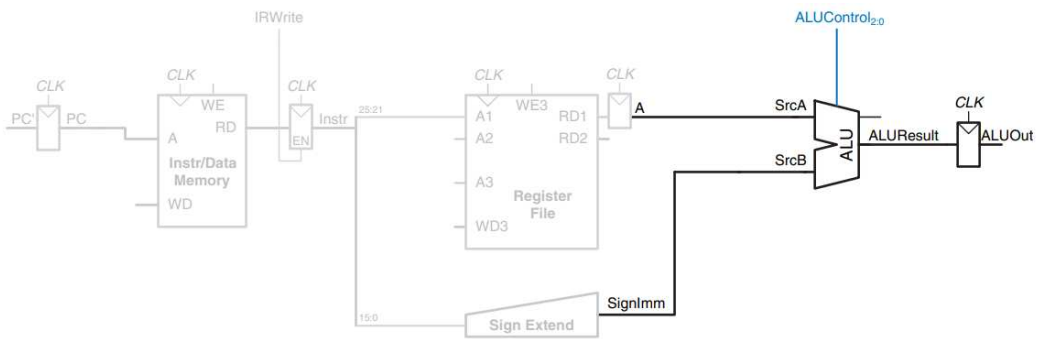 IRWrite
ALUControl2:0
CLK
CLK
CLK
CLK
CLK
CLK
PC'
PC
WE
RD
A
Instr/Data
Memory
WD
EN
Instr
25:21
A1
WE3
RD1
A2
RD2
A3
Register
File
WD3
A
SrcA
SrcB
ALU
ALUResult
ALUOut
SignImm
15:0
Sign Extend